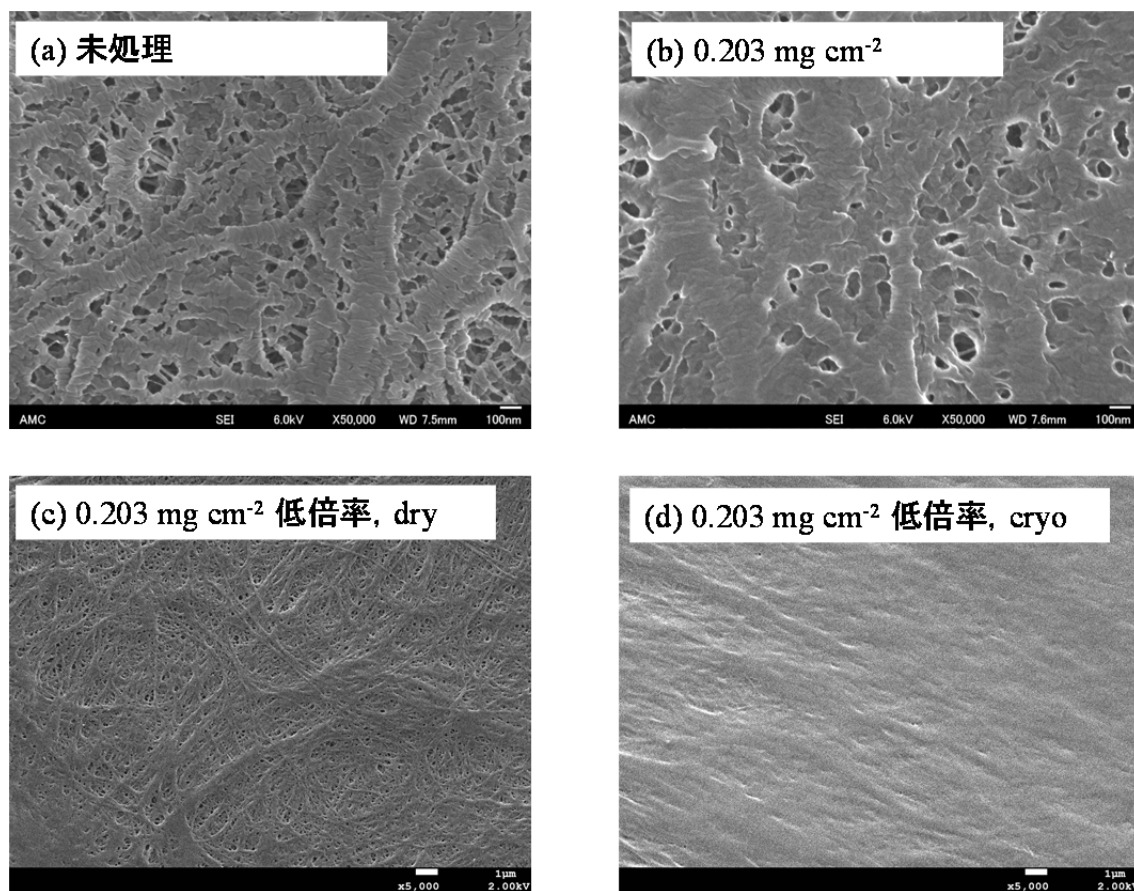 (a) 未処理
(b) 0.203 mg cm-2
AMC SEI 6.0kV X50,000 WD 7.5mm 100nm
AMC SEI 6.0kV X50,000 WD 7.6mm 100nm
(c) 0.203 mg cm-2 低倍率, dry
(d) 0.203 mg cm-2 低倍率, cryo
1μm
x5,000 2.00kV
1μm
x5,000 2.00kV